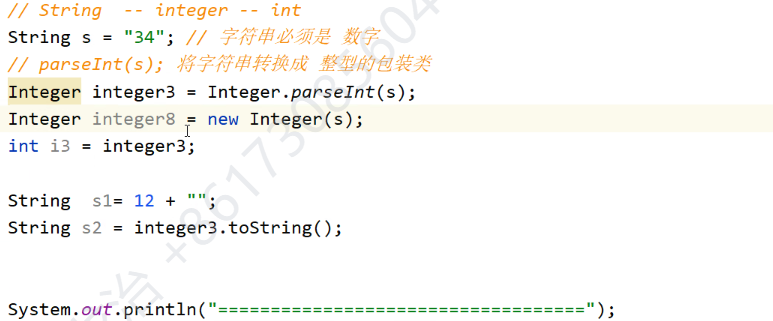 // String  -- integer -- int
String s = "34"; // 字符串必须是 数字
// parseInt(s); 将字符串转换成 整型的包装类
Integer integer3 = Integer.parseInt(s);
Integer integer8 = new Integer(s);
int i3 = integer3;
String  s1= 12 + "";
String s2 = integer3.toString();
System.out.println("===================================");
治 +86173085604